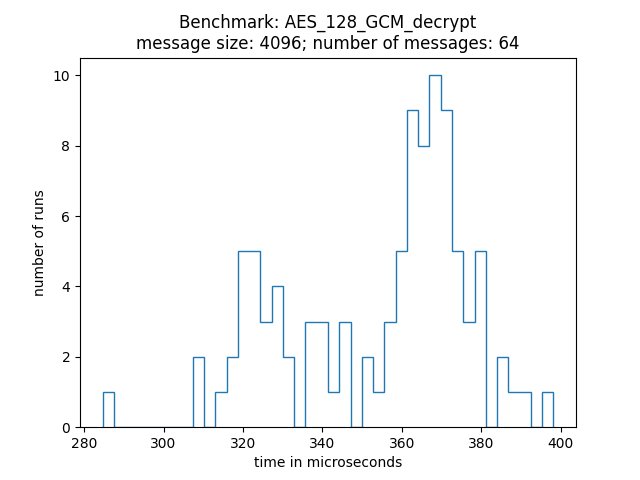 Benchmark: AES_128_GCM_decrypt
message size: 4096; number of messages: 64
10
8
6
4
2
0
number of runs
280 300 320 340 360 380 400
time in microseconds